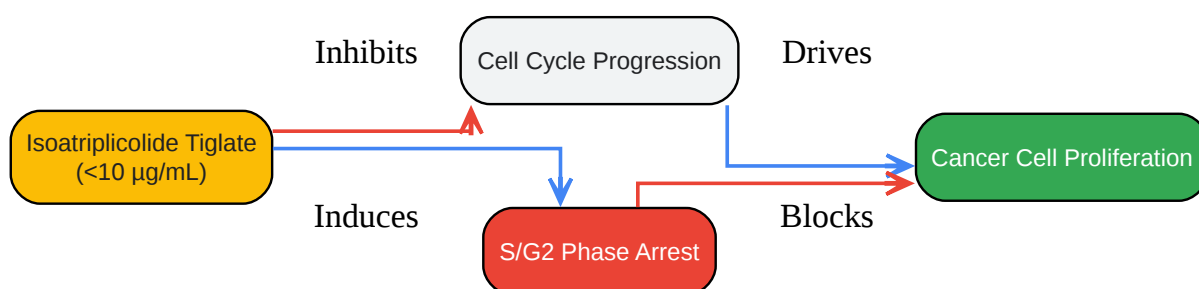 Inhibits
Cell Cycle Progression
Drives
Isoatriplicolide Tiglate
(<10 µg/mL)
Cancer Cell Proliferation
Induces
S/G2 Phase Arrest
Blocks